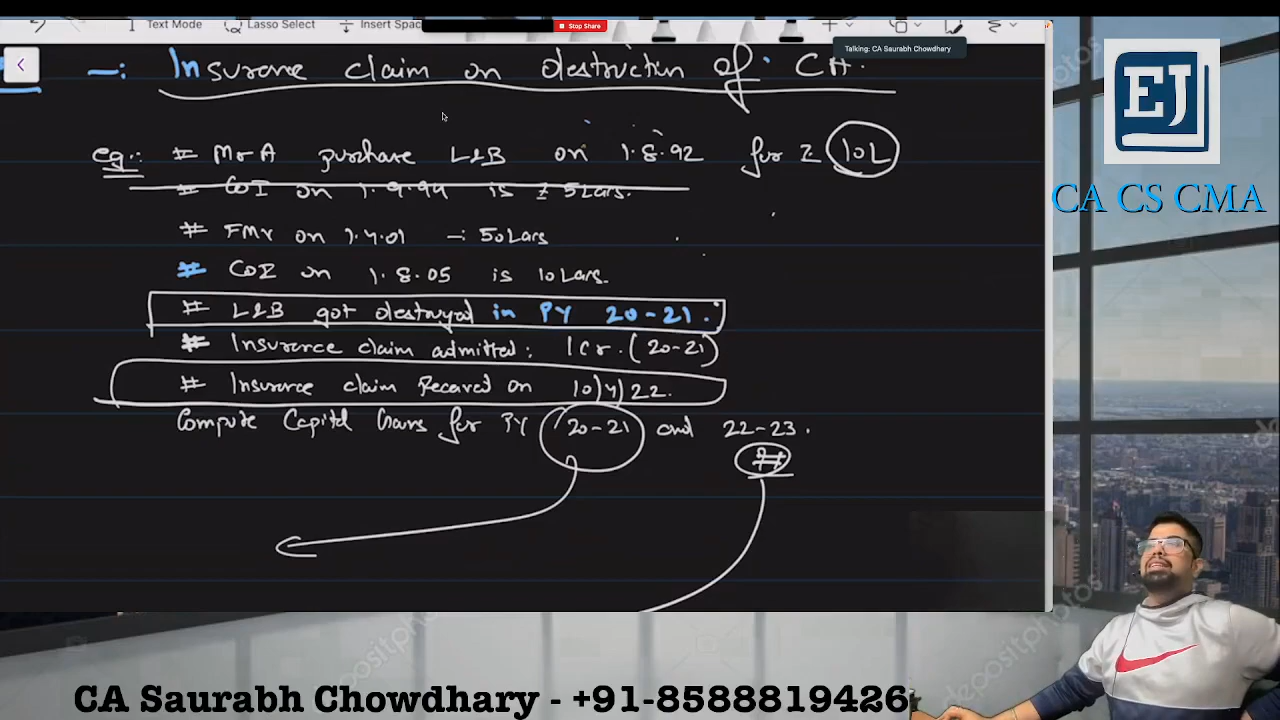 Text Mode Lasso Select Insert Spac
Stop Share
Talking: CA Saurabh Chowdhary
—: Insurance claim on destruction of CA.
EJ
CA CS CMA
eg:- # Mr A purchase L&B on 1.8.92 for ₹ 10L
# COI on 1.9.94 is ₹ 5 Lacs.
# FMV on 1.4.01 —: 50 Lacs
# COI on 1.8.05 is 10 Lacs.
# L&B got destroyed in PY 20-21.
# Insurance claim admitted: 1 cr. (20-21)
# Insurance claim Received on 10/4/22.
Compute Capital Gains for PY 20-21 and 22-23.
#
CA Saurabh Chowdhary - +91-8588819426